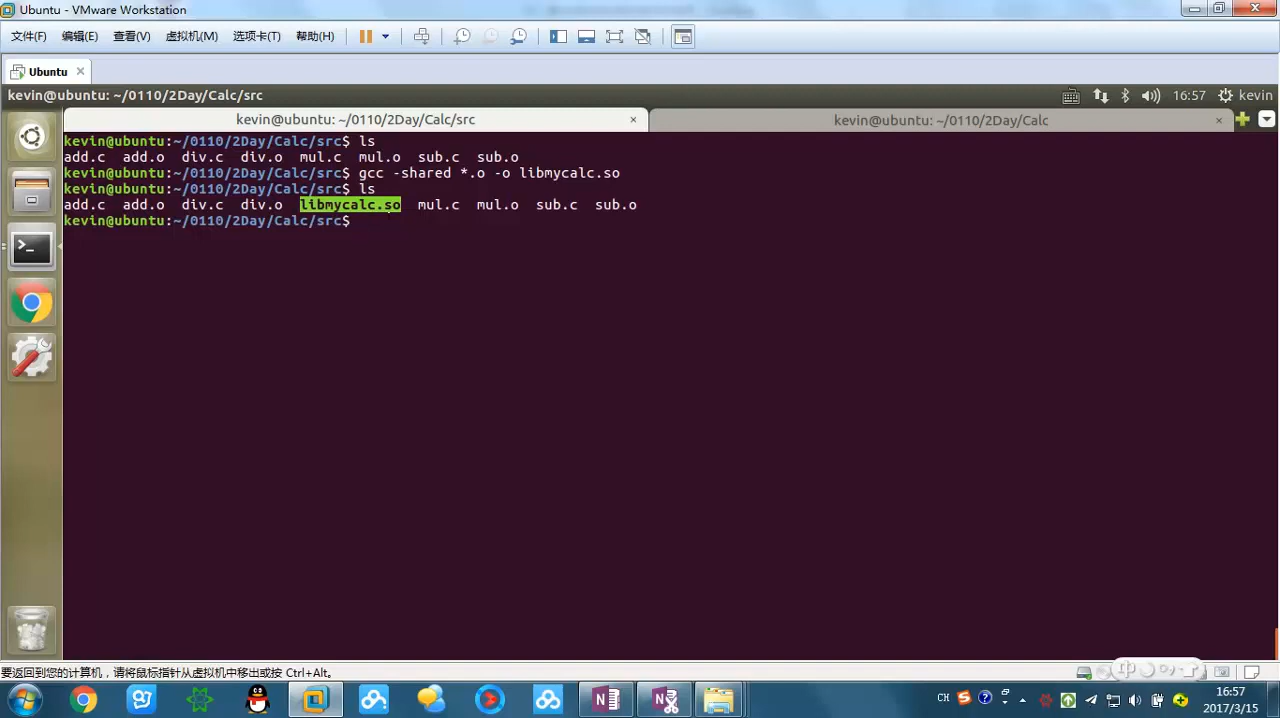 Ubuntu - VMware Workstation
文件(F) 编辑(E) 查看(V) 虚拟机(M) 选项卡(T) 帮助(H)
Ubuntu
kevin@ubuntu: ~/0110/2Day/Calc/src 16:57 kevin
kevin@ubuntu: ~/0110/2Day/Calc/src kevin@ubuntu: ~/0110/2Day/Calc
kevin@ubuntu:~/0110/2Day/Calc/src$ ls
add.c add.o div.c div.o mul.c mul.o sub.c sub.o
kevin@ubuntu:~/0110/2Day/Calc/src$ gcc -shared *.o -o libmycalc.so
kevin@ubuntu:~/0110/2Day/Calc/src$ ls
add.c add.o div.c div.o libmycalc.so mul.c mul.o sub.c sub.o
kevin@ubuntu:~/0110/2Day/Calc/src$
要返回到您的计算机，请将鼠标指针从虚拟机中移出或按 Ctrl+Alt。
中
CH
16:57
2017/3/15